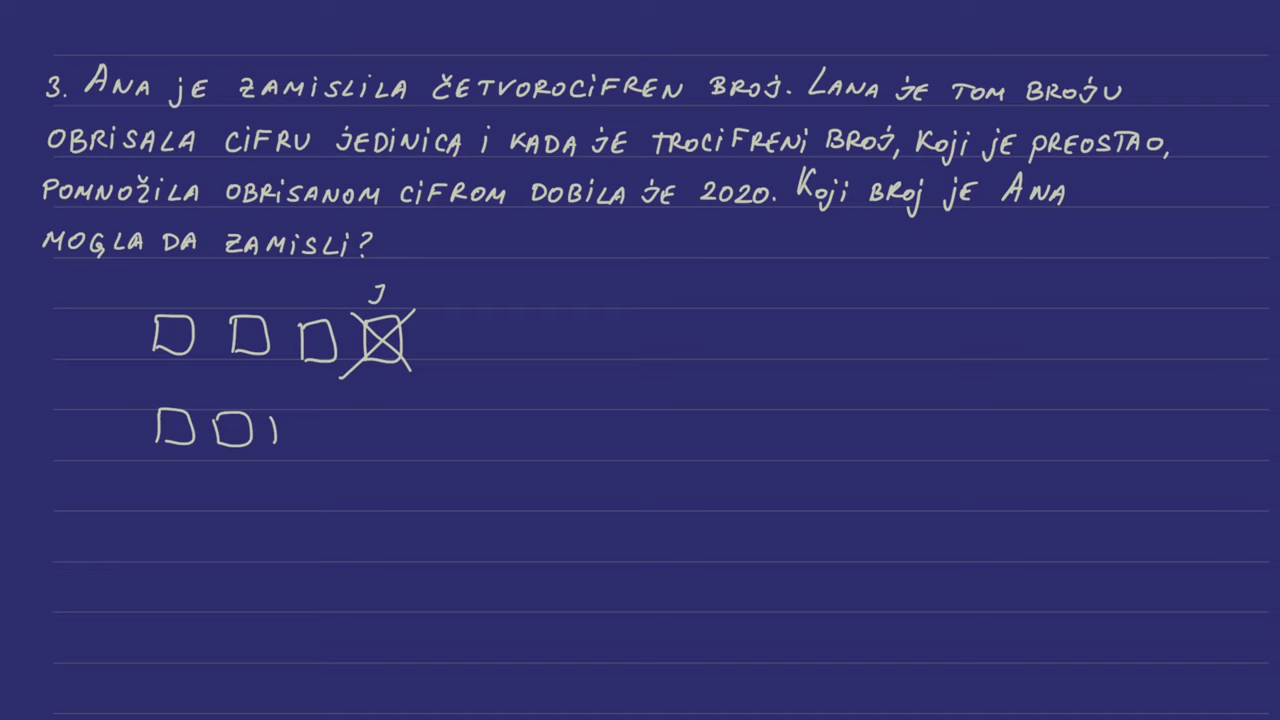 3. ANA JE ZAMISLILA ČETVOROCIFREN BROJ. LANA JE TOM BROJU
OBRISALA CIFRU JEDINICA I KADA JE TROCIFRENI BROJ, KOJI JE PREOSTAO,
POMNOŽILA OBRISANOM CIFROM DOBILA JE 2020. KOJI BROJ JE ANA
MOGLA DA ZAMISLI?
J